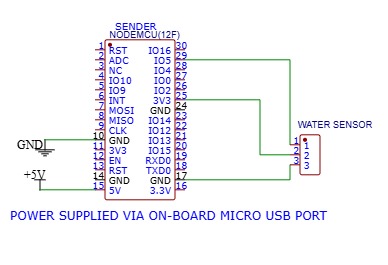 SENDER
NODEMCU(12F)
1 RST IO16 30
2 ADC IO5 29
3 NC IO4 28
4 IO10 IO0 27
5 IO9 IO2 26
6 INT 3V3 25
7 MOSI GND 24
8 MISO IO14 23
9 CLK IO12 22
10 GND IO13 21
11 3V3 IO15 20
12 EN RXD0 19
13 RST TXD0 18
14 GND GND 17
15 5V 3.3V 16
GND
+5V
WATER SENSOR
1 1
2 2
3 3
POWER SUPPLIED VIA ON-BOARD MICRO USB PORT